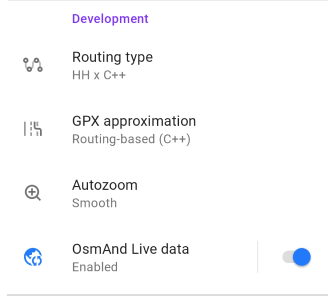 Development
Routing type
HH x C++
GPX approximation
Routing-based (C++)
Autozoom
Smooth
OsmAnd Live data
Enabled